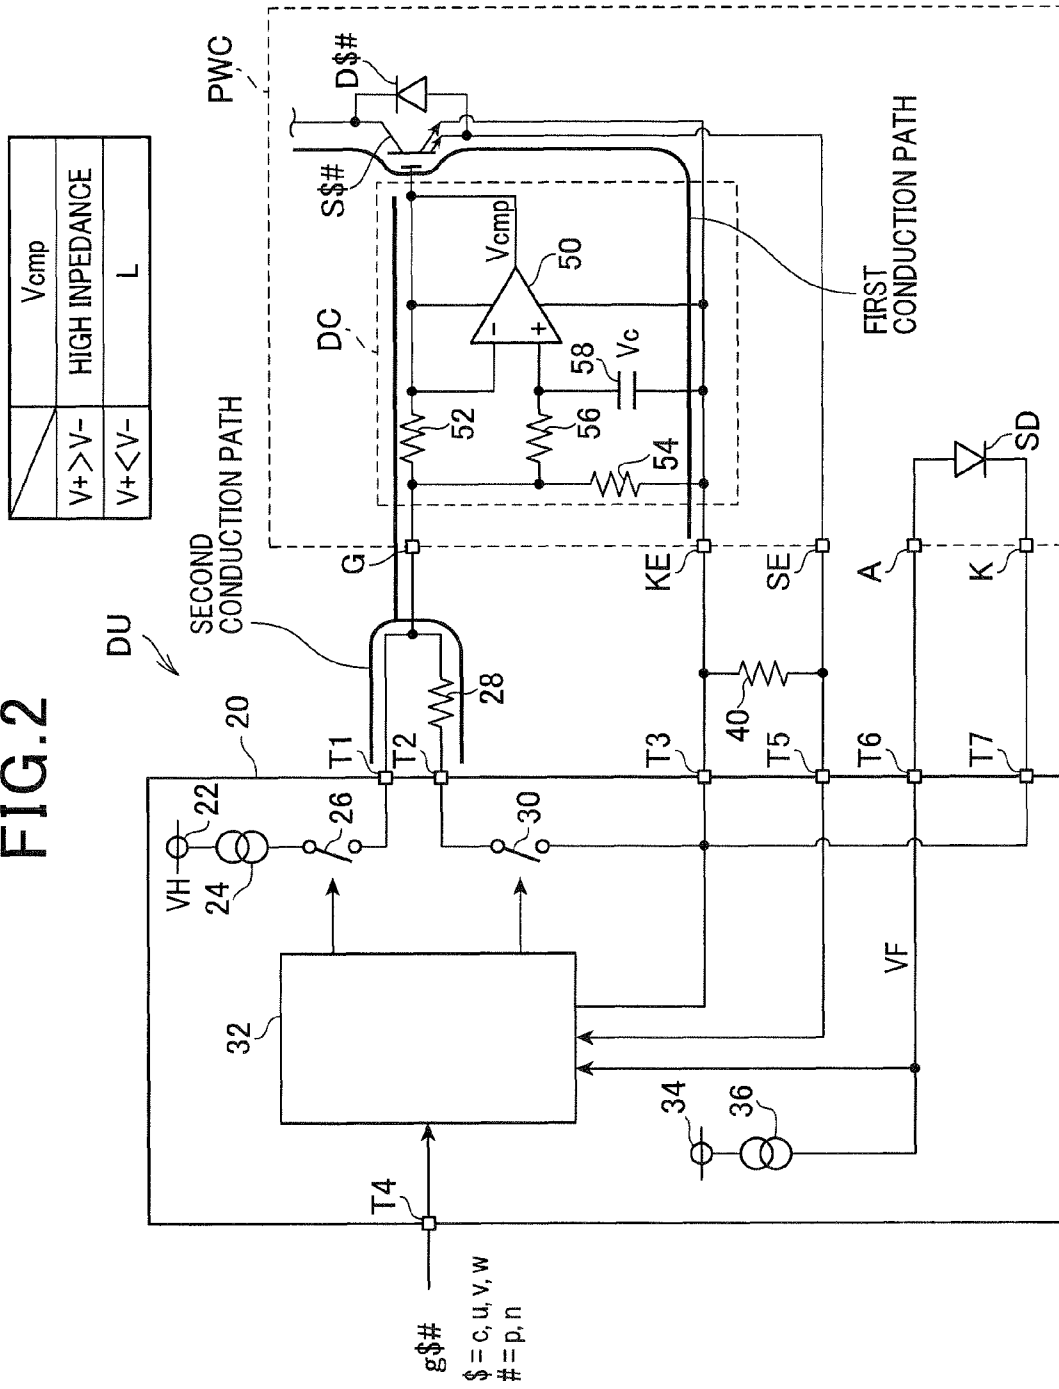 FIG.2
Vcmp
V+>V- HIGH INPEDANCE
V+<V- L
DU
PWC
SECOND
CONDUCTION PATH
DC
S$#
D$#
20
VH
22
24
26
T1
T2
28
G
52
Vcmp
50
56
58
Vc
54
30
32
T3
KE
40
T5
SE
FIRST
CONDUCTION PATH
T4
g$#
$=c, u, v, w
#=p, n
34
36
VF
T6
A
SD
T7
K